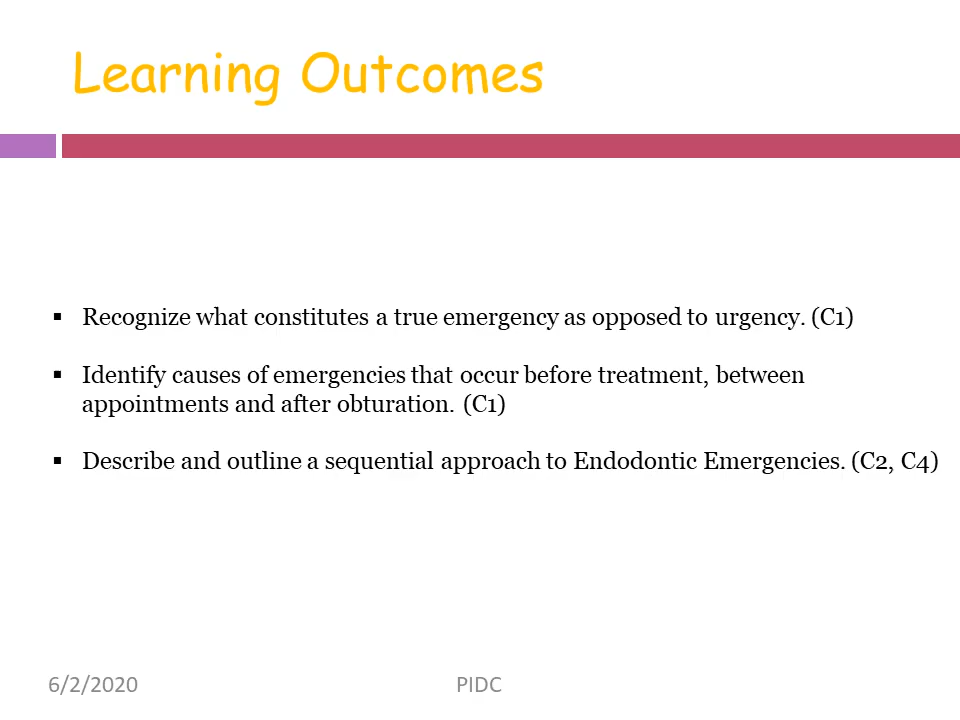 Learning Outcomes
▪ Recognize what constitutes a true emergency as opposed to urgency. (C1)
▪ Identify causes of emergencies that occur before treatment, between
appointments and after obturation. (C1)
▪ Describe and outline a sequential approach to Endodontic Emergencies. (C2, C4)
6/2/2020
PIDC